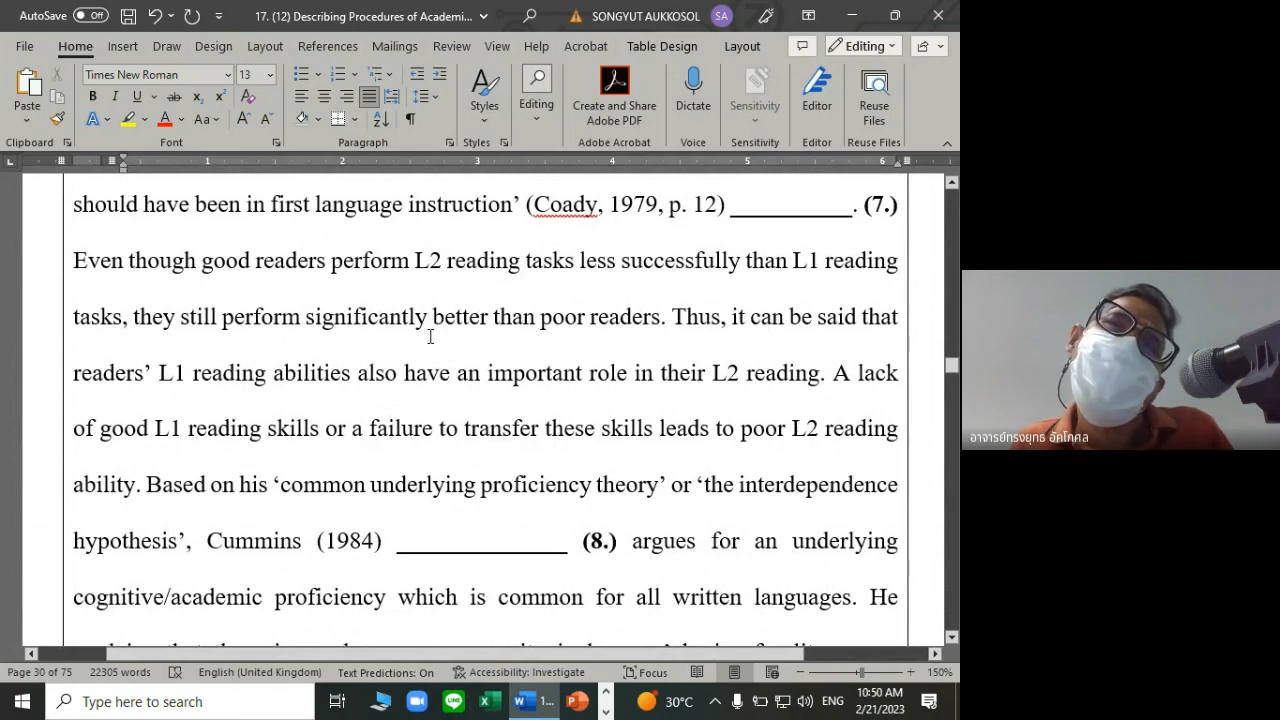 AutoSave Off 17. (12) Describing Procedures of Academi... SONGYUT AUKKOSOL SA
File Home Insert Draw Design Layout References Mailings Review View Help Acrobat Table Design Layout Editing
Times New Roman 13
Paste Styles Editing Create and Share Adobe PDF Dictate Sensitivity Editor Reuse Files
Clipboard Font Paragraph Styles Adobe Acrobat Voice Sensitivity Editor Reuse Files
1 2 3 4 5 6
should have been in first language instruction’ (Coady, 1979, p. 12) __________. (7.)
Even though good readers perform L2 reading tasks less successfully than L1 reading
tasks, they still perform significantly better than poor readers. Thus, it can be said that
readers’ L1 reading abilities also have an important role in their L2 reading. A lack
of good L1 reading skills or a failure to transfer these skills leads to poor L2 reading
ability. Based on his ‘common underlying proficiency theory’ or ‘the interdependence
hypothesis’, Cummins (1984) ______________ (8.) argues for an underlying
cognitive/academic proficiency which is common for all written languages. He
อาจารย์ทรงยุทธ อัคโกศล
Page 30 of 75 22305 words English (United Kingdom) Text Predictions: On Accessibility: Investigate Focus 150%
Type here to search 1... 30°C ENG 10:50 AM
2/21/2023